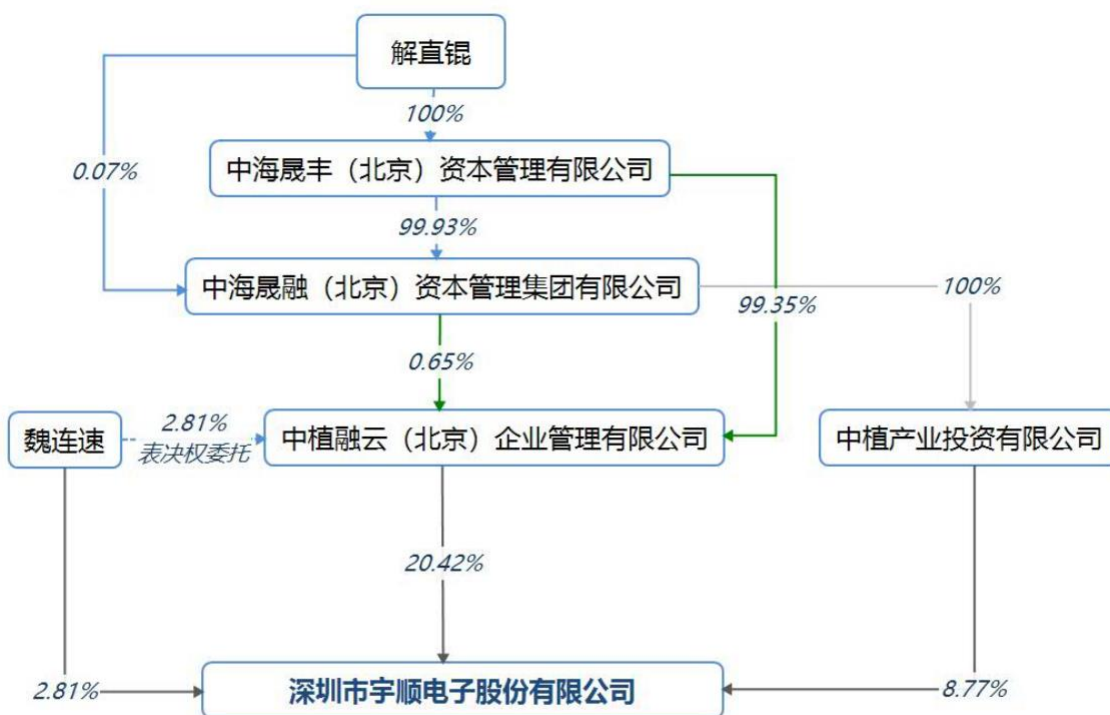 解直锟
100%
0.07%
中海晟丰（北京）资本管理有限公司
99.93%
中海晟融（北京）资本管理集团有限公司
100%
99.35%
0.65%
魏连速
2.81%
表决权委托
中植融云（北京）企业管理有限公司
中植产业投资有限公司
20.42%
2.81%
深圳市宇顺电子股份有限公司
8.77%